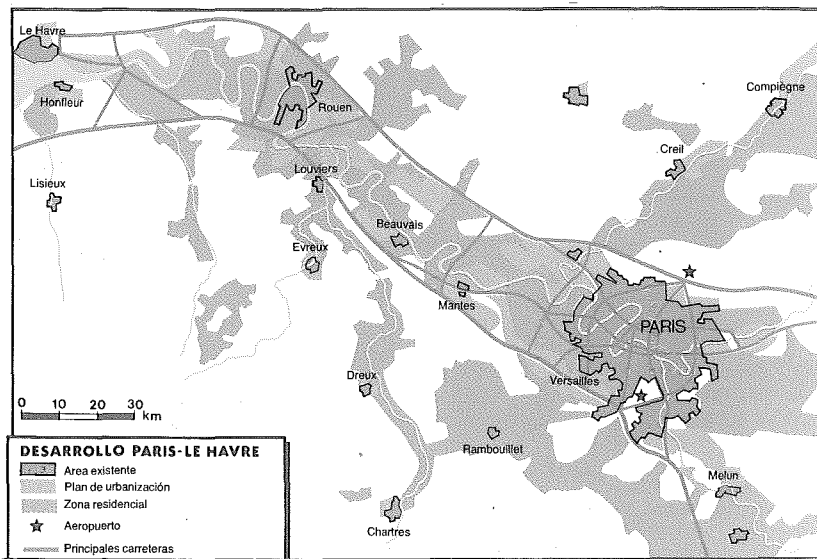 Le Havre
Honfleur
Rouen
Compiègne
Creil
Lisieux
Louviers
Beauvais
Evreux
Mantes
PARIS
Versailles
Dreux
Rambouillet
Melun
Chartres
0 10 20 30
km
DESARROLLO PARIS-LE HAVRE
Area existente
Plan de urbanización
Zona residencial
Aeropuerto
Principales carreteras